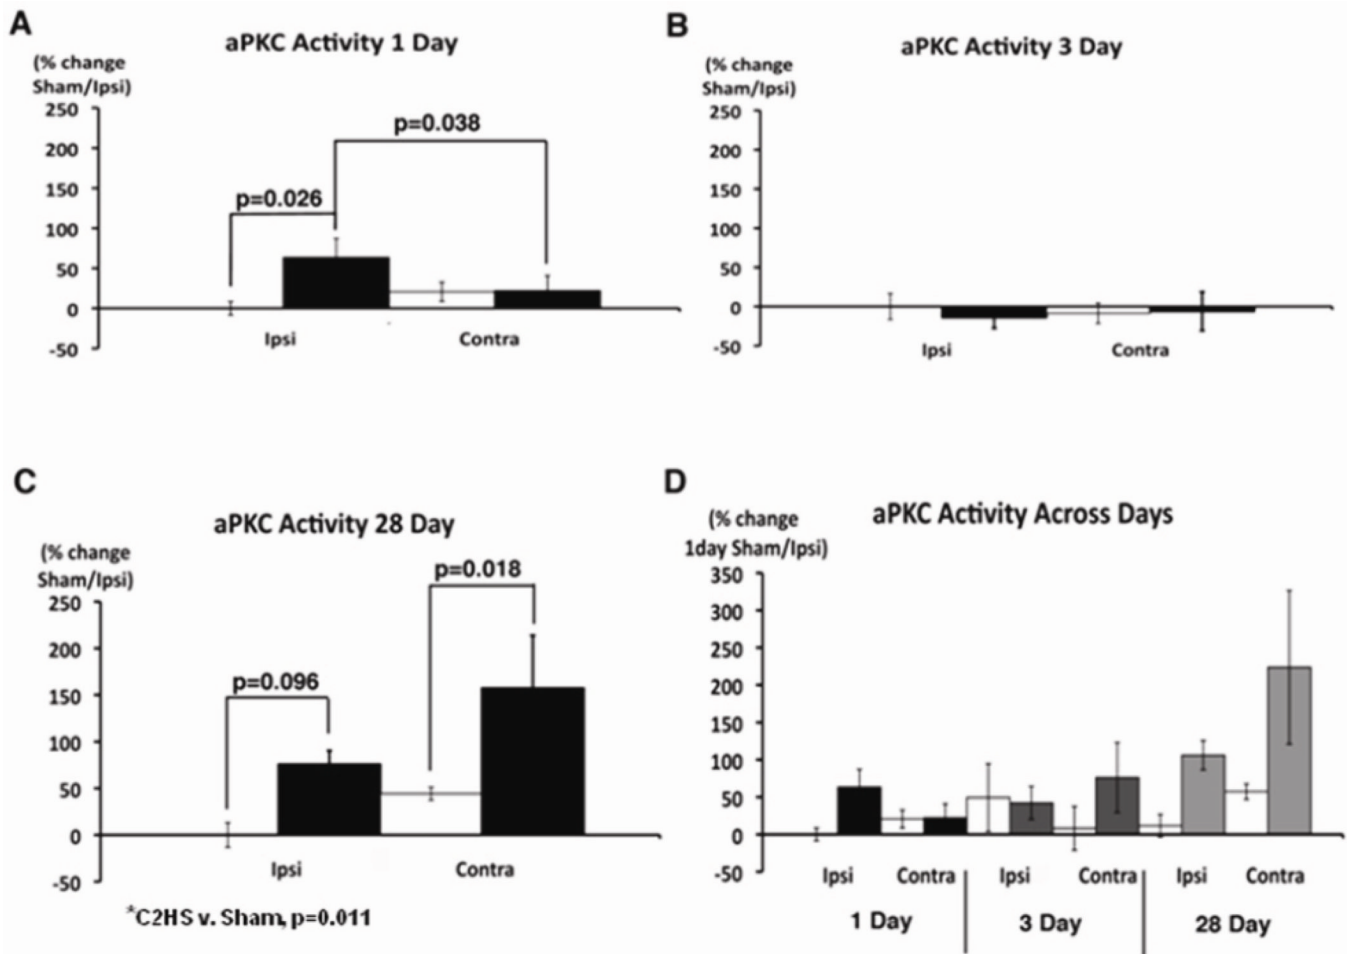 A
aPKC Activity 1 Day
(% change
Sham/Ipsi)
250
200
150
100
50
0
-50
p=0.026
p=0.038
Ipsi
Contra
B
aPKC Activity 3 Day
(% change
Sham/Ipsi)
250
200
150
100
50
0
-50
Ipsi
Contra
C
aPKC Activity 28 Day
(% change
Sham/Ipsi)
250
200
150
100
50
0
-50
p=0.096
p=0.018
Ipsi
Contra
*C2HS v. Sham, p=0.011
D
aPKC Activity Across Days
(% change
1day Sham/Ipsi)
350
300
250
200
150
100
50
0
-50
Ipsi Contra Ipsi Contra Ipsi Contra
1 Day 3 Day 28 Day